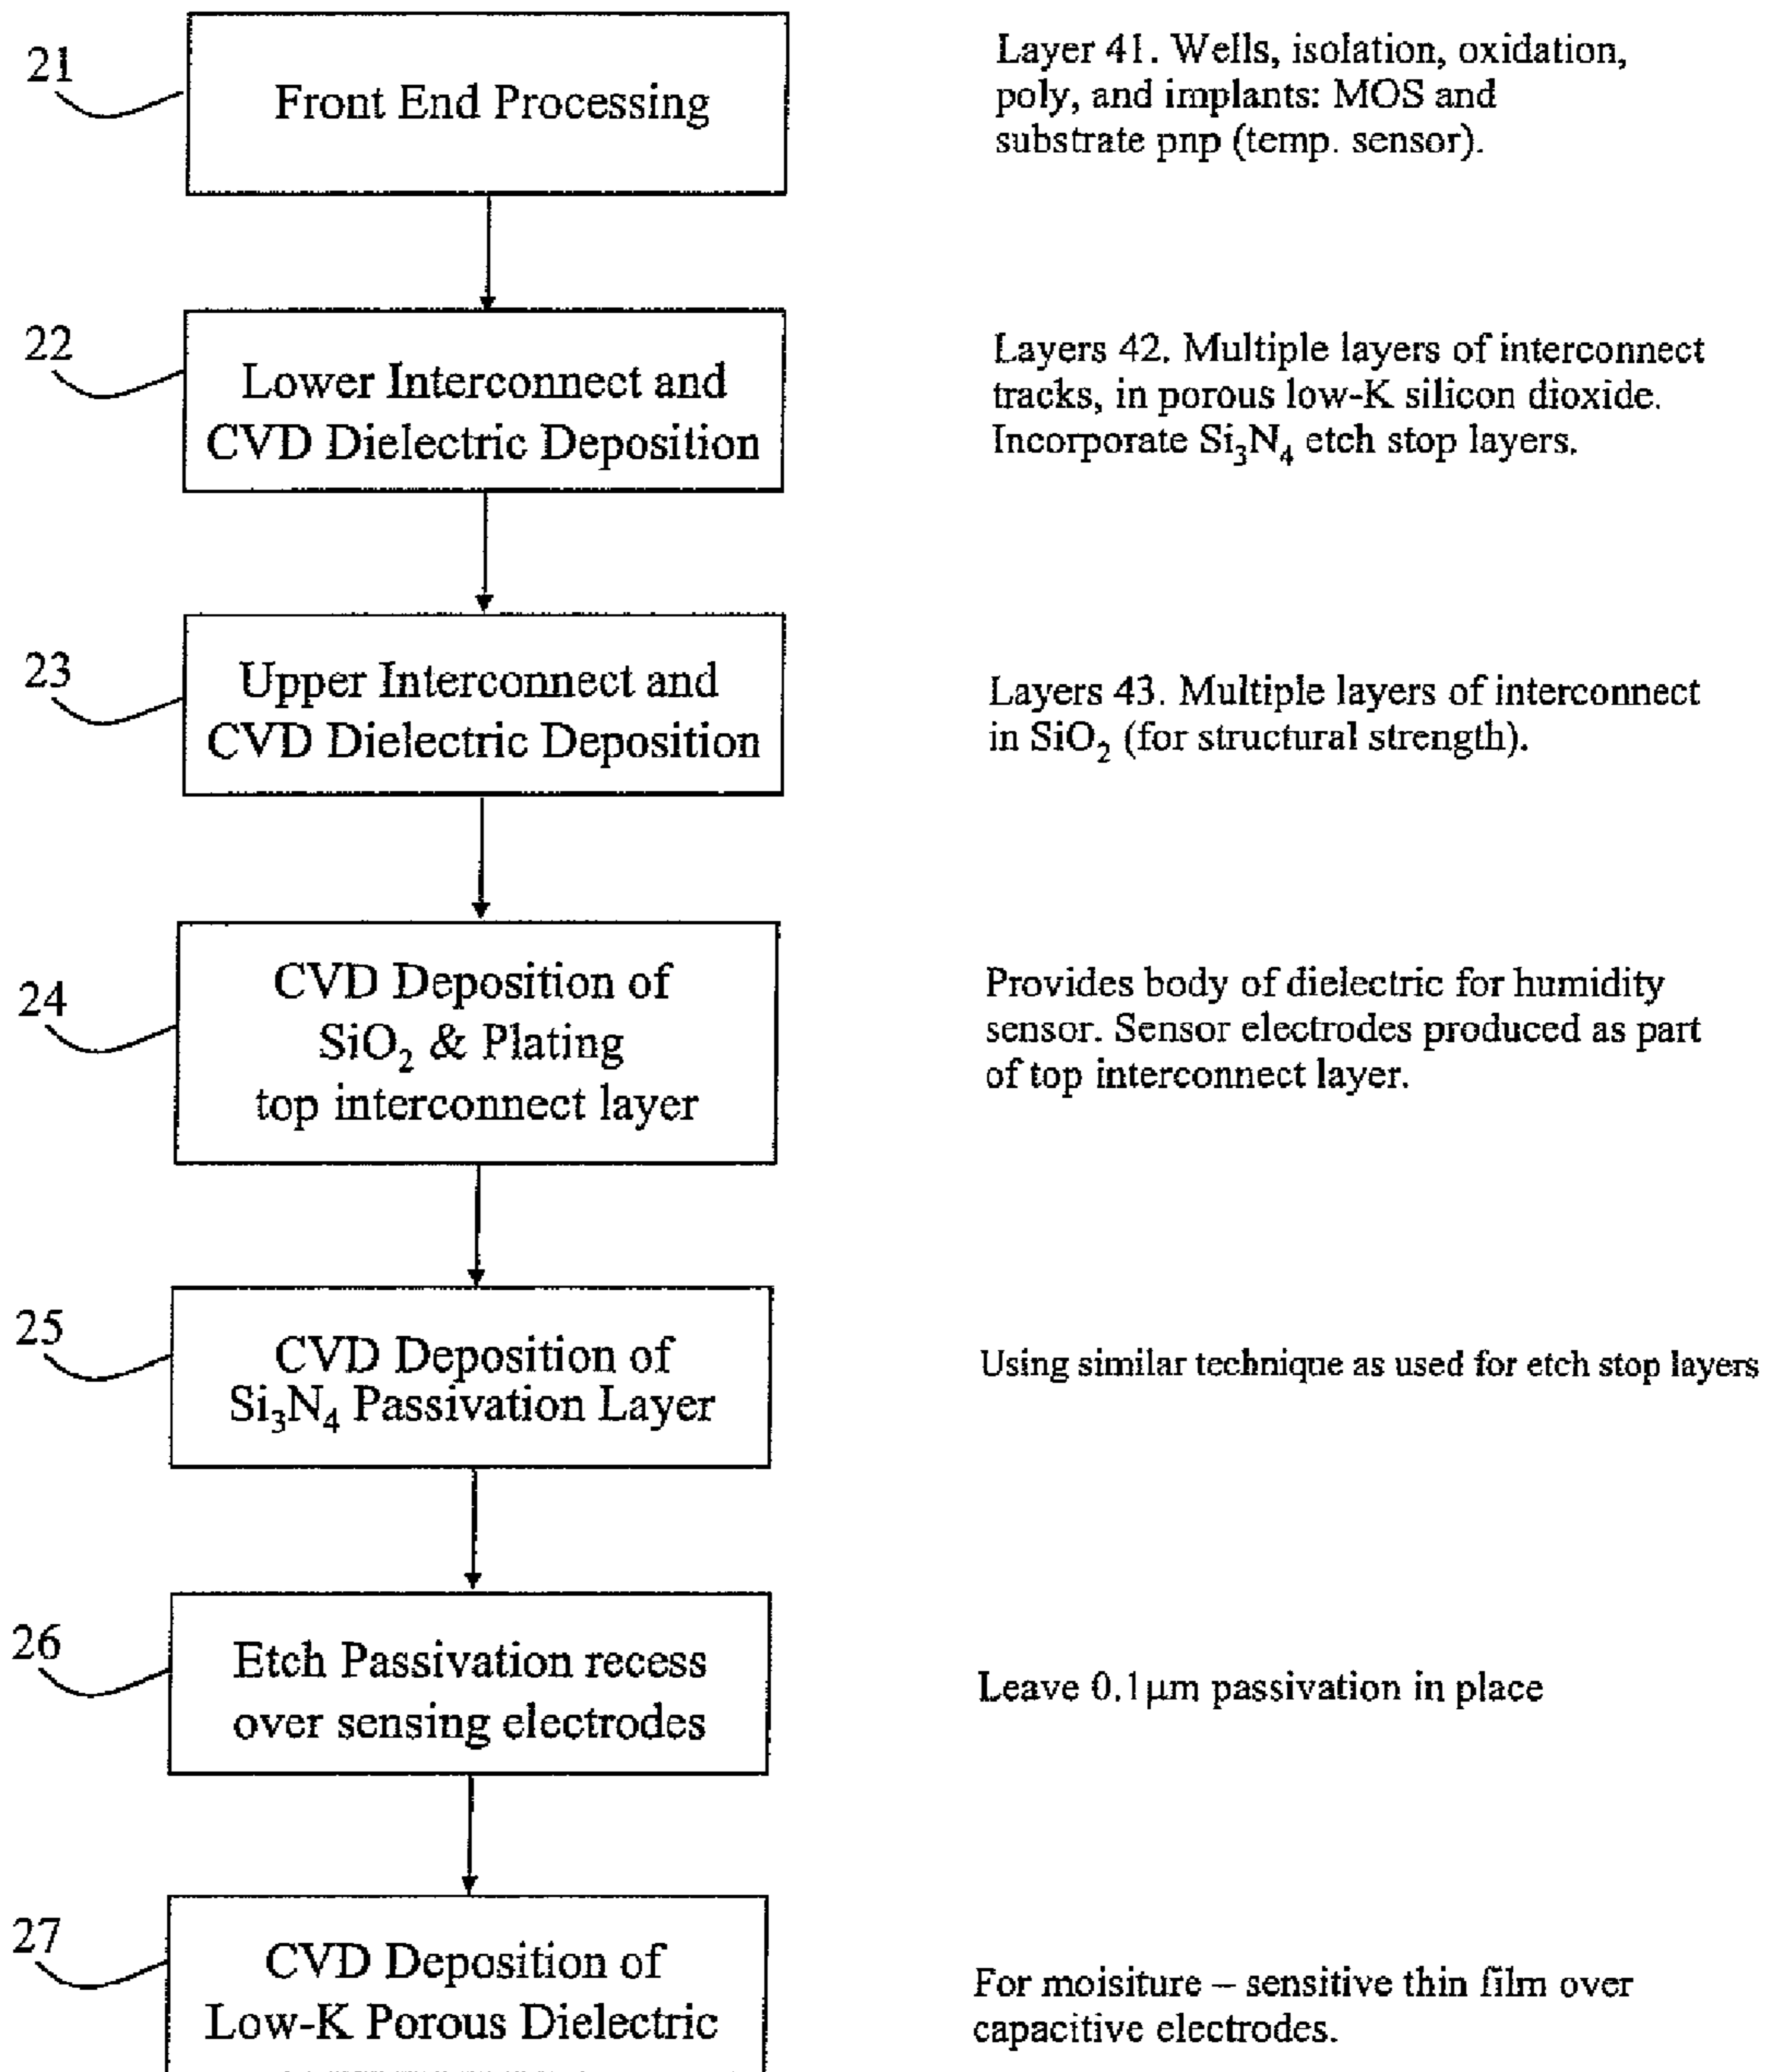 21
Front End Processing
Layer 41. Wells, isolation, oxidation,
poly, and implants: MOS and
substrate pnp (temp. sensor).
22
Lower Interconnect and
CVD Dielectric Deposition
Layers 42. Multiple layers of interconnect
tracks, in porous low-K silicon dioxide.
Incorporate Si₃N₄ etch stop layers.
23
Upper Interconnect and
CVD Dielectric Deposition
Layers 43. Multiple layers of interconnect
in SiO₂ (for structural strength).
24
CVD Deposition of
SiO₂ & Plating
top interconnect layer
Provides body of dielectric for humidity
sensor. Sensor electrodes produced as part
of top interconnect layer.
25
CVD Deposition of
Si₃N₄ Passivation Layer
Using similar technique as used for etch stop layers
26
Etch Passivation recess
over sensing electrodes
Leave 0.1μm passivation in place
27
CVD Deposition of
Low-K Porous Dielectric
For moisiture – sensitive thin film over
capacitive electrodes.